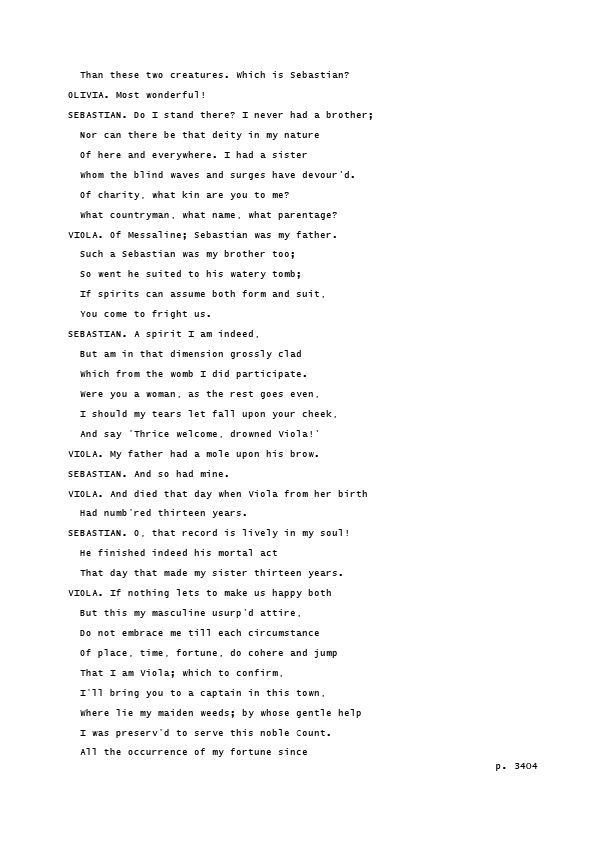 Than these two creatures. Which is Sebastian?
OLIVIA. Most wonderful!
SEBASTIAN. Do I stand there? I never had a brother;
Nor can there be that deity in my nature
Of here and everywhere. I had a sister
Whom the blind waves and surges have devour'd.
Of charity, what kin are you to me?
What countryman, what name, what parentage?
VIOLA. Of Messaline; Sebastian was my father.
Such a Sebastian was my brother too;
So went he suited to his watery tomb;
If spirits can assume both form and suit,
You come to fright us.
SEBASTIAN. A spirit I am indeed,
But am in that dimension grossly clad
Which from the womb I did participate.
Were you a woman, as the rest goes even,
I should my tears let fall upon your cheek,
And say 'Thrice welcome, drowned Viola!'
VIOLA. My father had a mole upon his brow.
SEBASTIAN. And so had mine.
VIOLA. And died that day when Viola from her birth
Had numb'red thirteen years.
SEBASTIAN. O, that record is lively in my soul!
He finished indeed his mortal act
That day that made my sister thirteen years.
VIOLA. If nothing lets to make us happy both
But this my masculine usurp'd attire,
Do not embrace me till each circumstance
Of place, time, fortune, do cohere and jump
That I am Viola; which to confirm,
I'll bring you to a captain in this town,
Where lie my maiden weeds; by whose gentle help
I was preserv'd to serve this noble Count.
All the occurrence of my fortune since
p. 3404